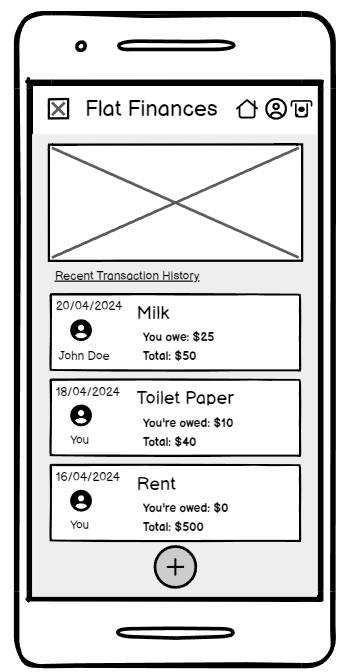 Flat Finances
Recent Transaction History
20/04/2024
Milk
John Doe
You owe: $25
Total: $50
18/04/2024
Toilet Paper
You
You're owed: $10
Total: $40
16/04/2024
Rent
You
You're owed: $0
Total: $500